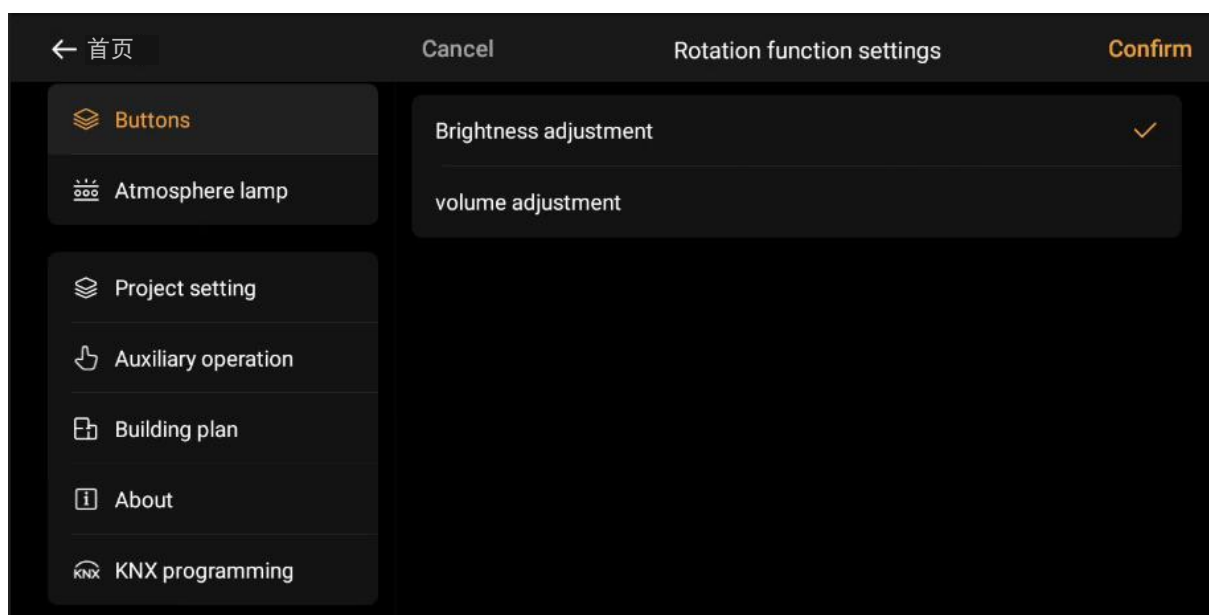 首页
Cancel
Rotation function settings
Confirm
Buttons
Atmosphere lamp
Project setting
Auxiliary operation
Building plan
About
KNX
KNX programming
Brightness adjustment
volume adjustment